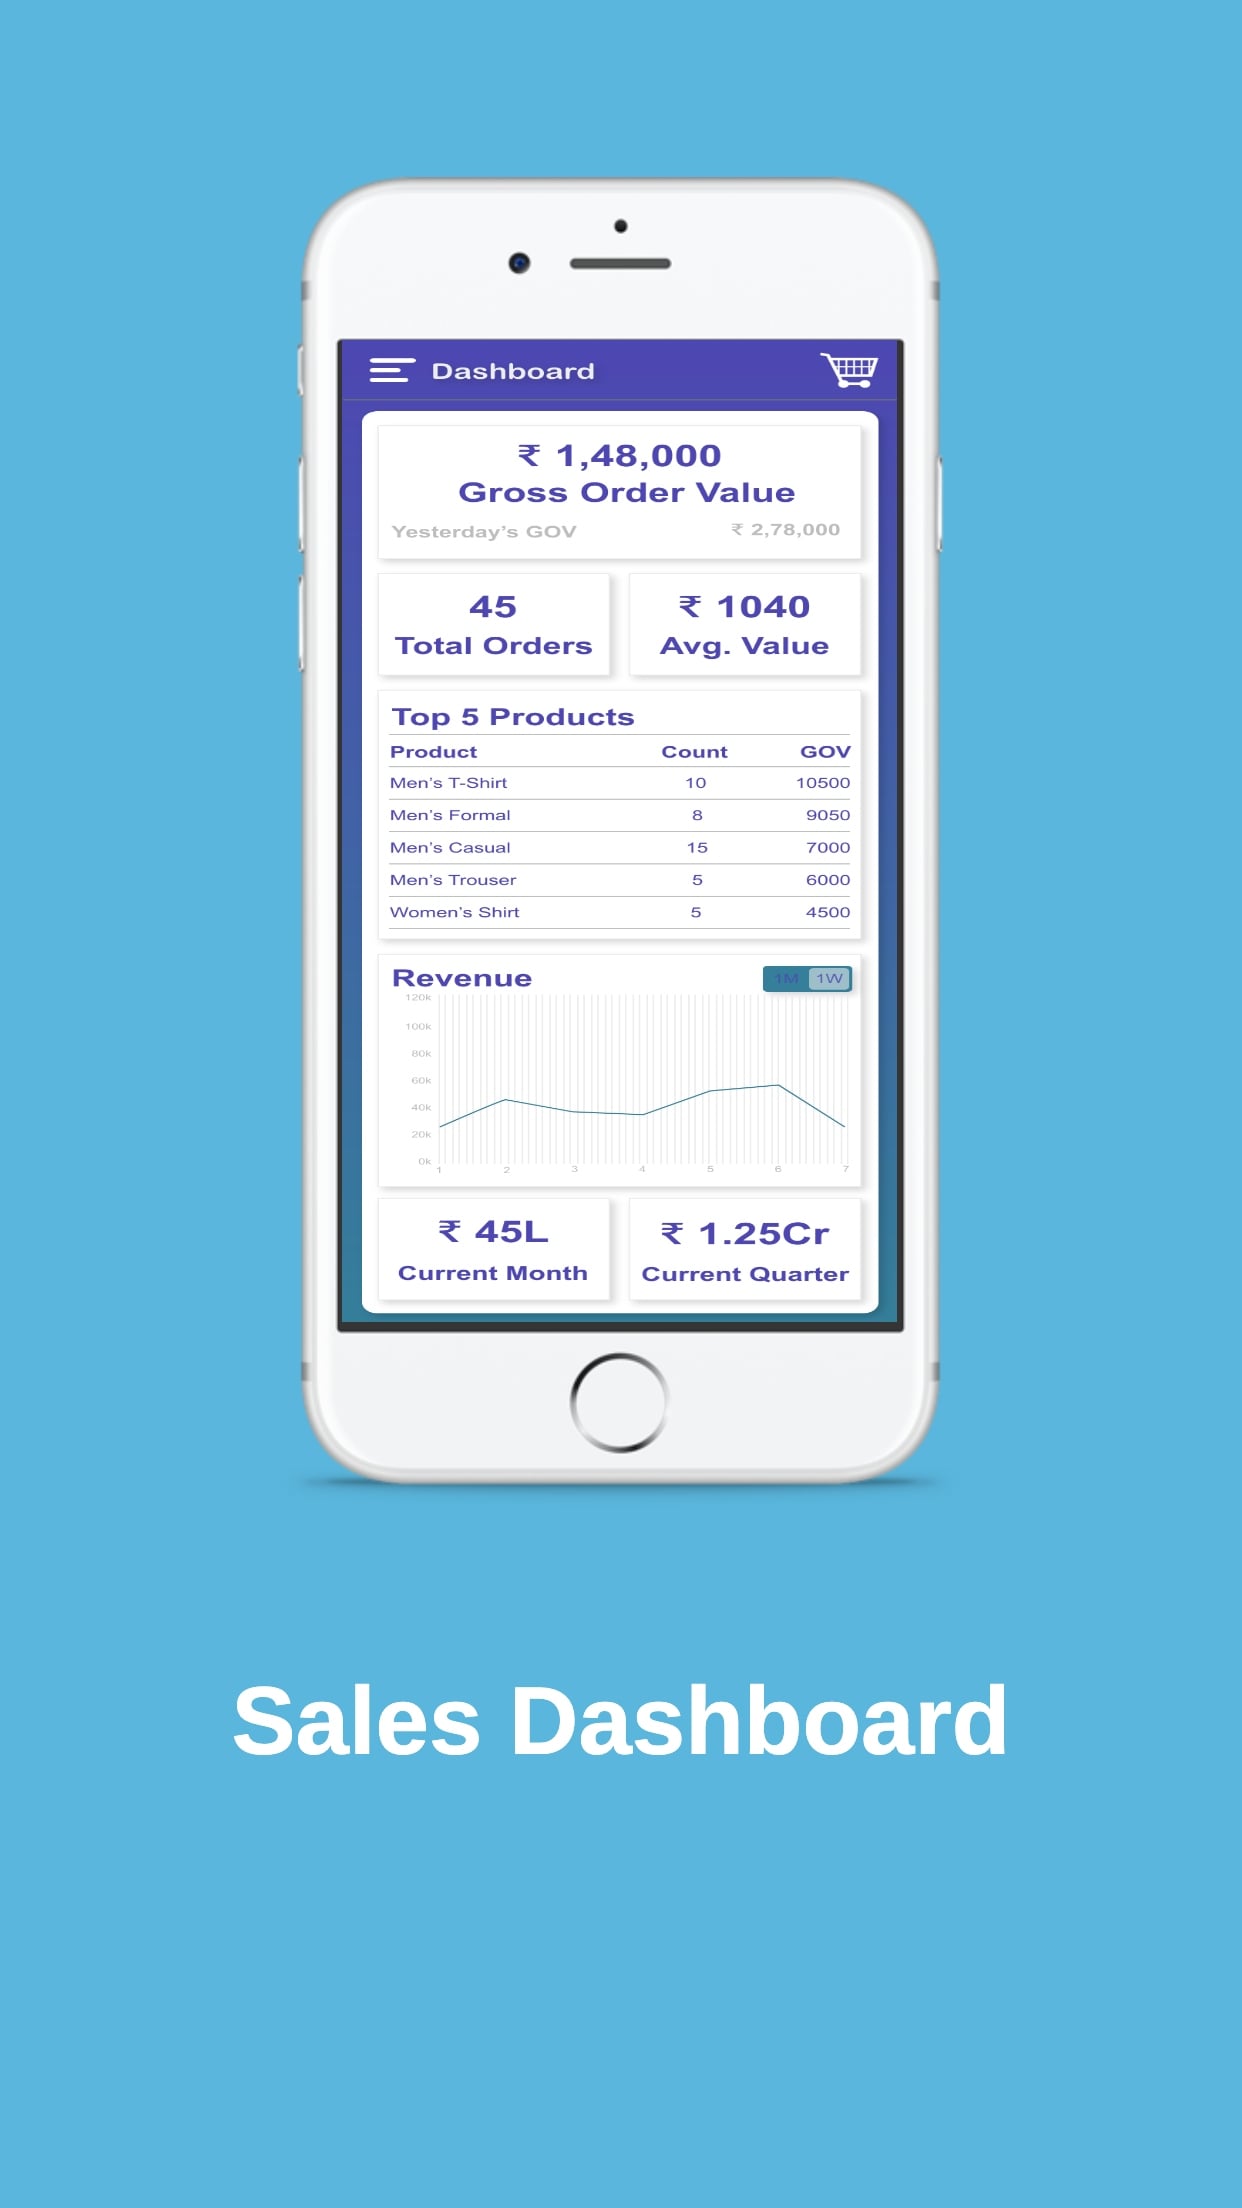 Dashboard
₹ 1,48,000
Gross Order Value
Yesterday's GOV ₹ 2,78,000
45 ₹ 1040
Total Orders Avg. Value
Top 5 Products
Product Count GOV
Men's T-Shirt 10 10500
Men's Formal 8 9050
Men's Casual 15 7000
Men's Trouser 5 6000
Women's Shirt 5 4500
Revenue 1M 1W
120k
100k
80k
60k
40k
20k
0k
1 2 3 4 5 6 7
₹ 45L ₹ 1.25Cr
Current Month Current Quarter
Sales Dashboard